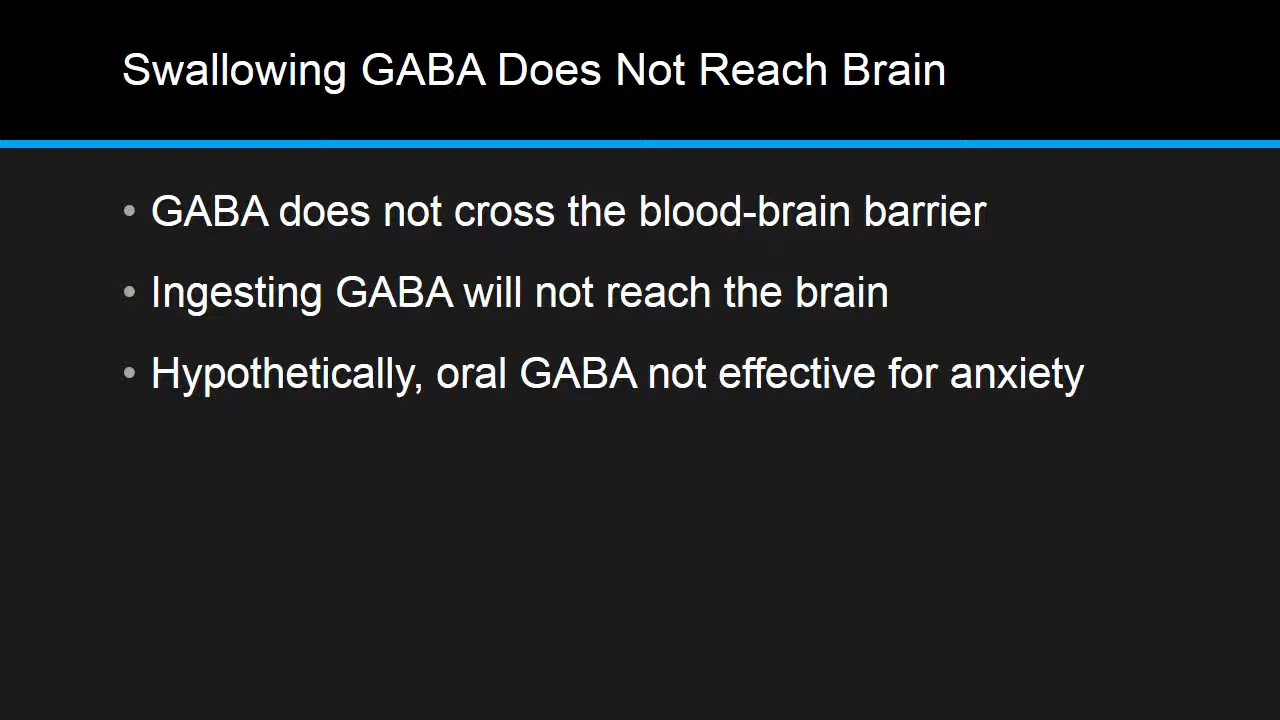 Swallowing GABA Does Not Reach Brain
• GABA does not cross the blood-brain barrier
• Ingesting GABA will not reach the brain
• Hypothetically, oral GABA not effective for anxiety